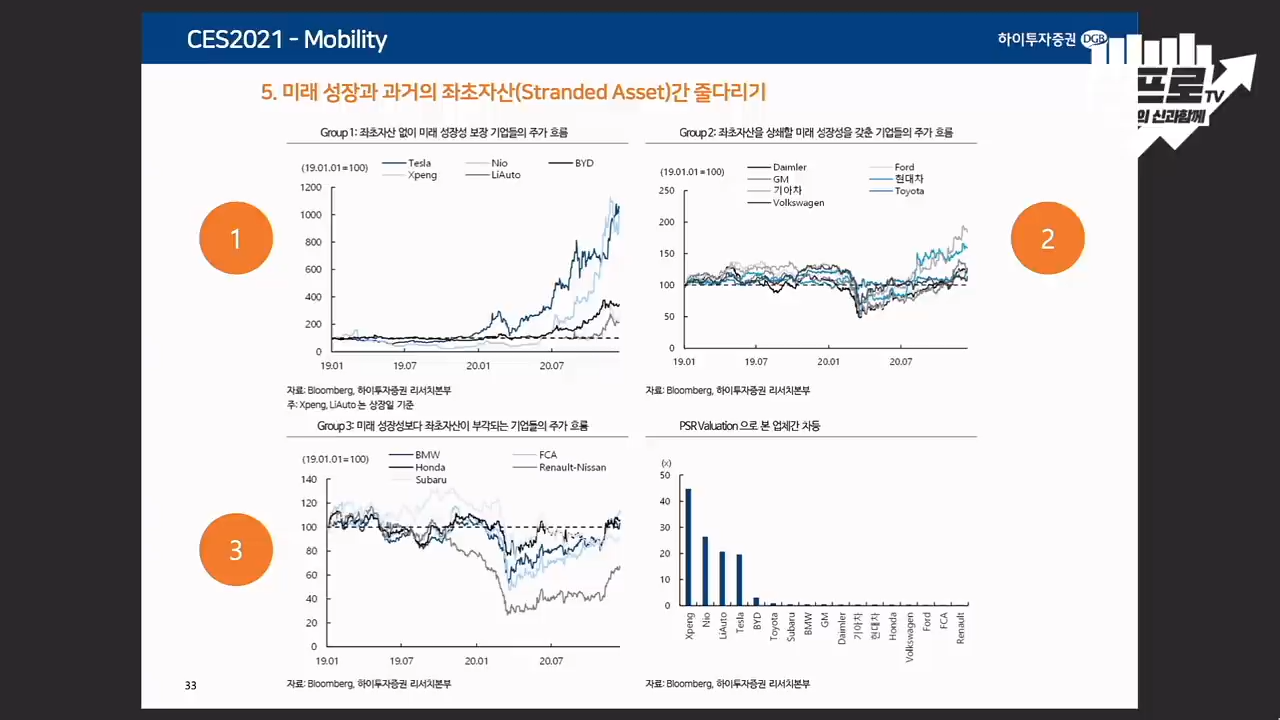 CES2021 - Mobility
하이투자증권 DGB
프로TV
의 신과함께
5. 미래 성장과 과거의 좌초자산(Stranded Asset)간 줄다리기
Group 1: 좌초자산 없이 미래 성장성 보장 기업들의 주가 흐름
(19.01.01=100)
Tesla Nio BYD
Xpeng LiAuto
1200
1000
800
600
400
200
0
19.01 19.07 20.01 20.07
자료: Bloomberg, 하이투자증권 리서치본부
주: Xpeng, LiAuto 는 상장일 기준
1
Group 2: 좌초자산을 상쇄할 미래 성장성을 갖춘 기업들의 주가 흐름
(19.01.01=100)
Daimler Ford
GM 현대차
기아차 Toyota
Volkswagen
250
200
150
100
50
0
19.01 19.07 20.01 20.07
자료: Bloomberg, 하이투자증권 리서치본부
2
Group 3: 미래 성장성보다 좌초자산이 부각되는 기업들의 주가 흐름
(19.01.01=100)
BMW FCA
Honda Renault-Nissan
Subaru
140
120
100
80
60
40
20
0
19.01 19.07 20.01 20.07
자료: Bloomberg, 하이투자증권 리서치본부
3
PSR Valuation 으로 본 업체간 차등
(x)
50
40
30
20
10
0
Xpeng Nio LiAuto Tesla BYD Toyota Subaru BMW GM Daimler 기아차 현대차 Honda Volkswagen Ford FCA Renault
자료: Bloomberg, 하이투자증권 리서치본부
33